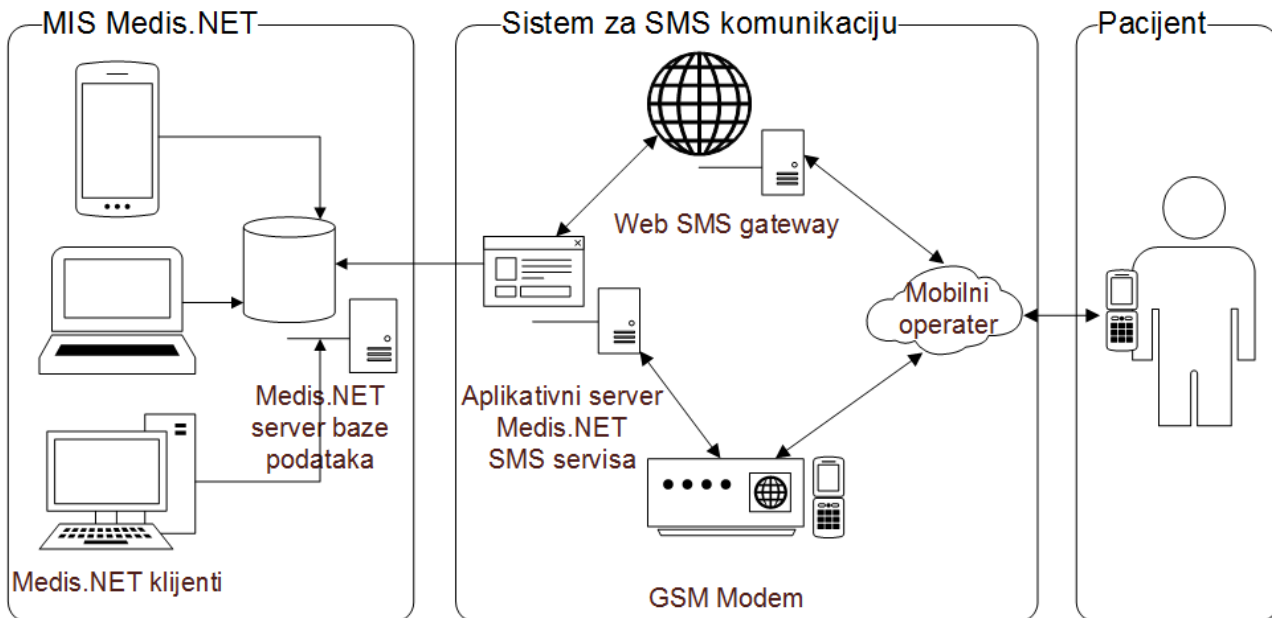 MIS Medis.NET
Sistem za SMS komunikaciju
Pacijent
Web SMS gateway
Mobilni
operater
Medis.NET
server baze
podataka
Aplikativni server
Medis.NET
SMS servisa
Medis.NET klijenti
GSM Modem